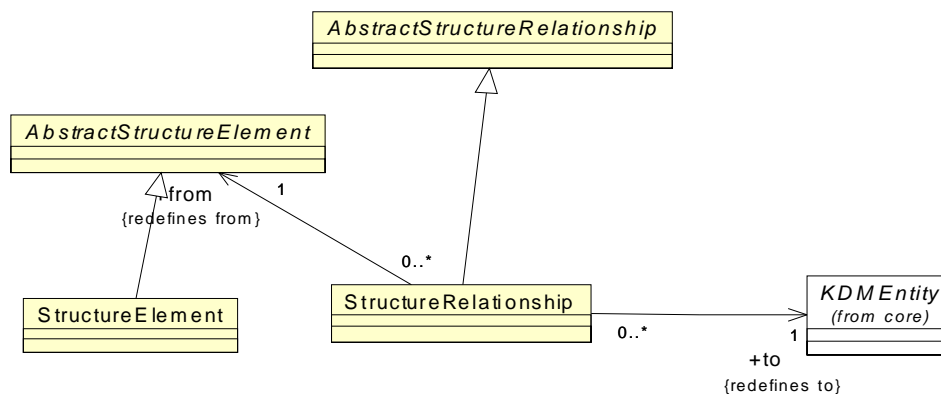 AbstractStructureRelationship
AbstractStructureElement
+from
{redefines from}
1
0..*
StructureElement
StructureRelationship
0..*
KDMEntity
(from core)
1
+to
{redefines to}